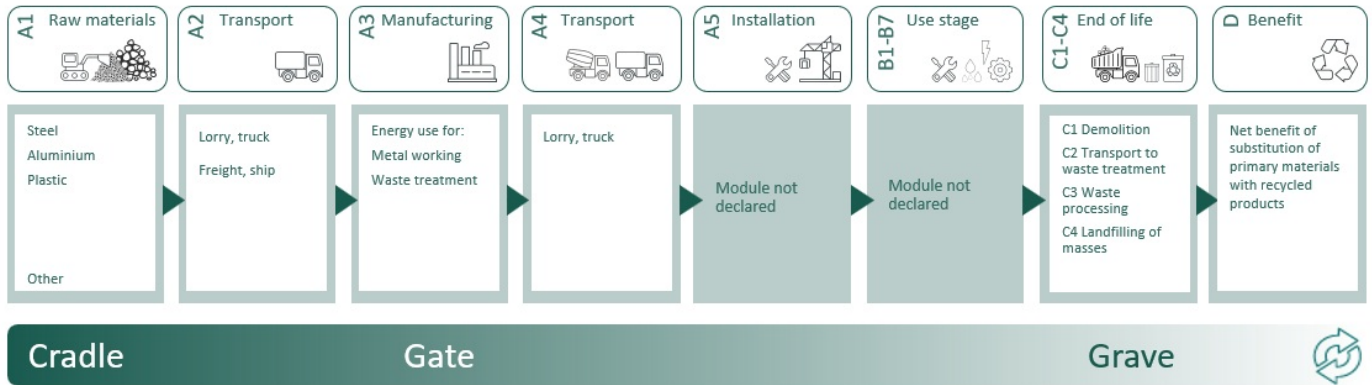 A1 Raw materials
A2 Transport
A3 Manufacturing
A4 Transport
A5 Installation
B1-B7 Use stage
C1-C4 End of life
D Benefit
Steel
Aluminium
Plastic
Other
Lorry, truck
Freight, ship
Energy use for:
Metal working
Waste treatment
Lorry, truck
Module not
declared
Module not
declared
C1 Demolition
C2 Transport to
waste treatment
C3 Waste
processing
C4 Landfilling of
masses
Net benefit of
substitution of
primary materials
with recycled
products
Cradle
Gate
Grave